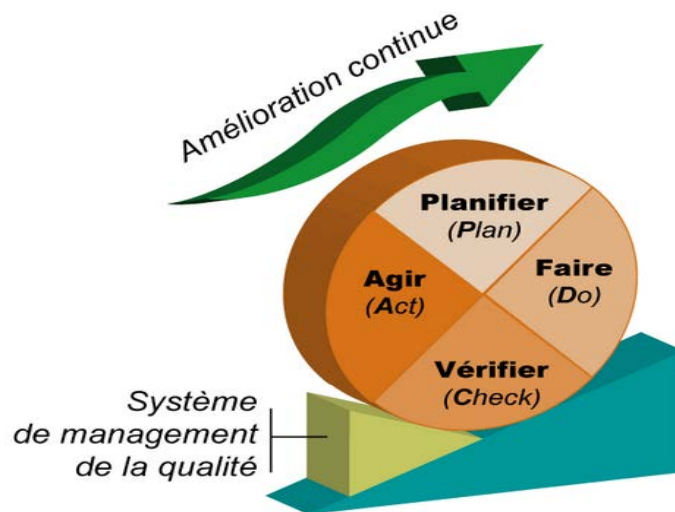 Amélioration continue
Planifier
(Plan)
Faire
(Do)
Agir
(Act)
Vérifier
(Check)
Système
de management
de la qualité